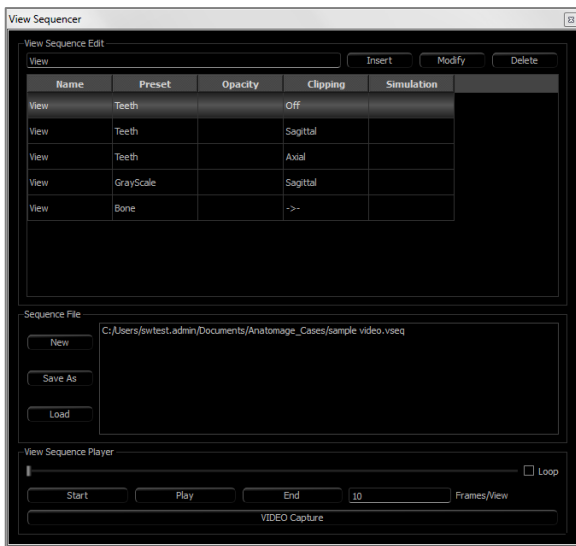 View Sequencer
View Sequence Edit
View Insert Modify Delete
Name Preset Opacity Clipping Simulation
View Teeth Off
View Teeth Sagittal
View Teeth Axial
View GrayScale Sagittal
View Bone ->-
Sequence File
New C:/Users/swtest.admin/Documents/Anatomage_Cases/sample video.vseq
Save As
Load
View Sequence Player
Loop
Start Play End 10 Frames/View
VIDEO Capture